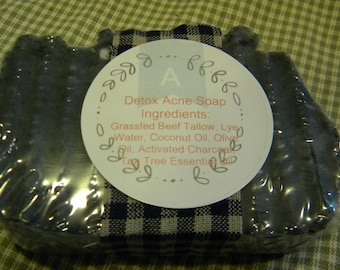 A
Detox Acne Soap
Ingredients:
Grassfed Beef Tallow, Lye,
Water, Coconut Oil, Olive
Oil, Activated Charcoal,
Tea Tree Essential Oil